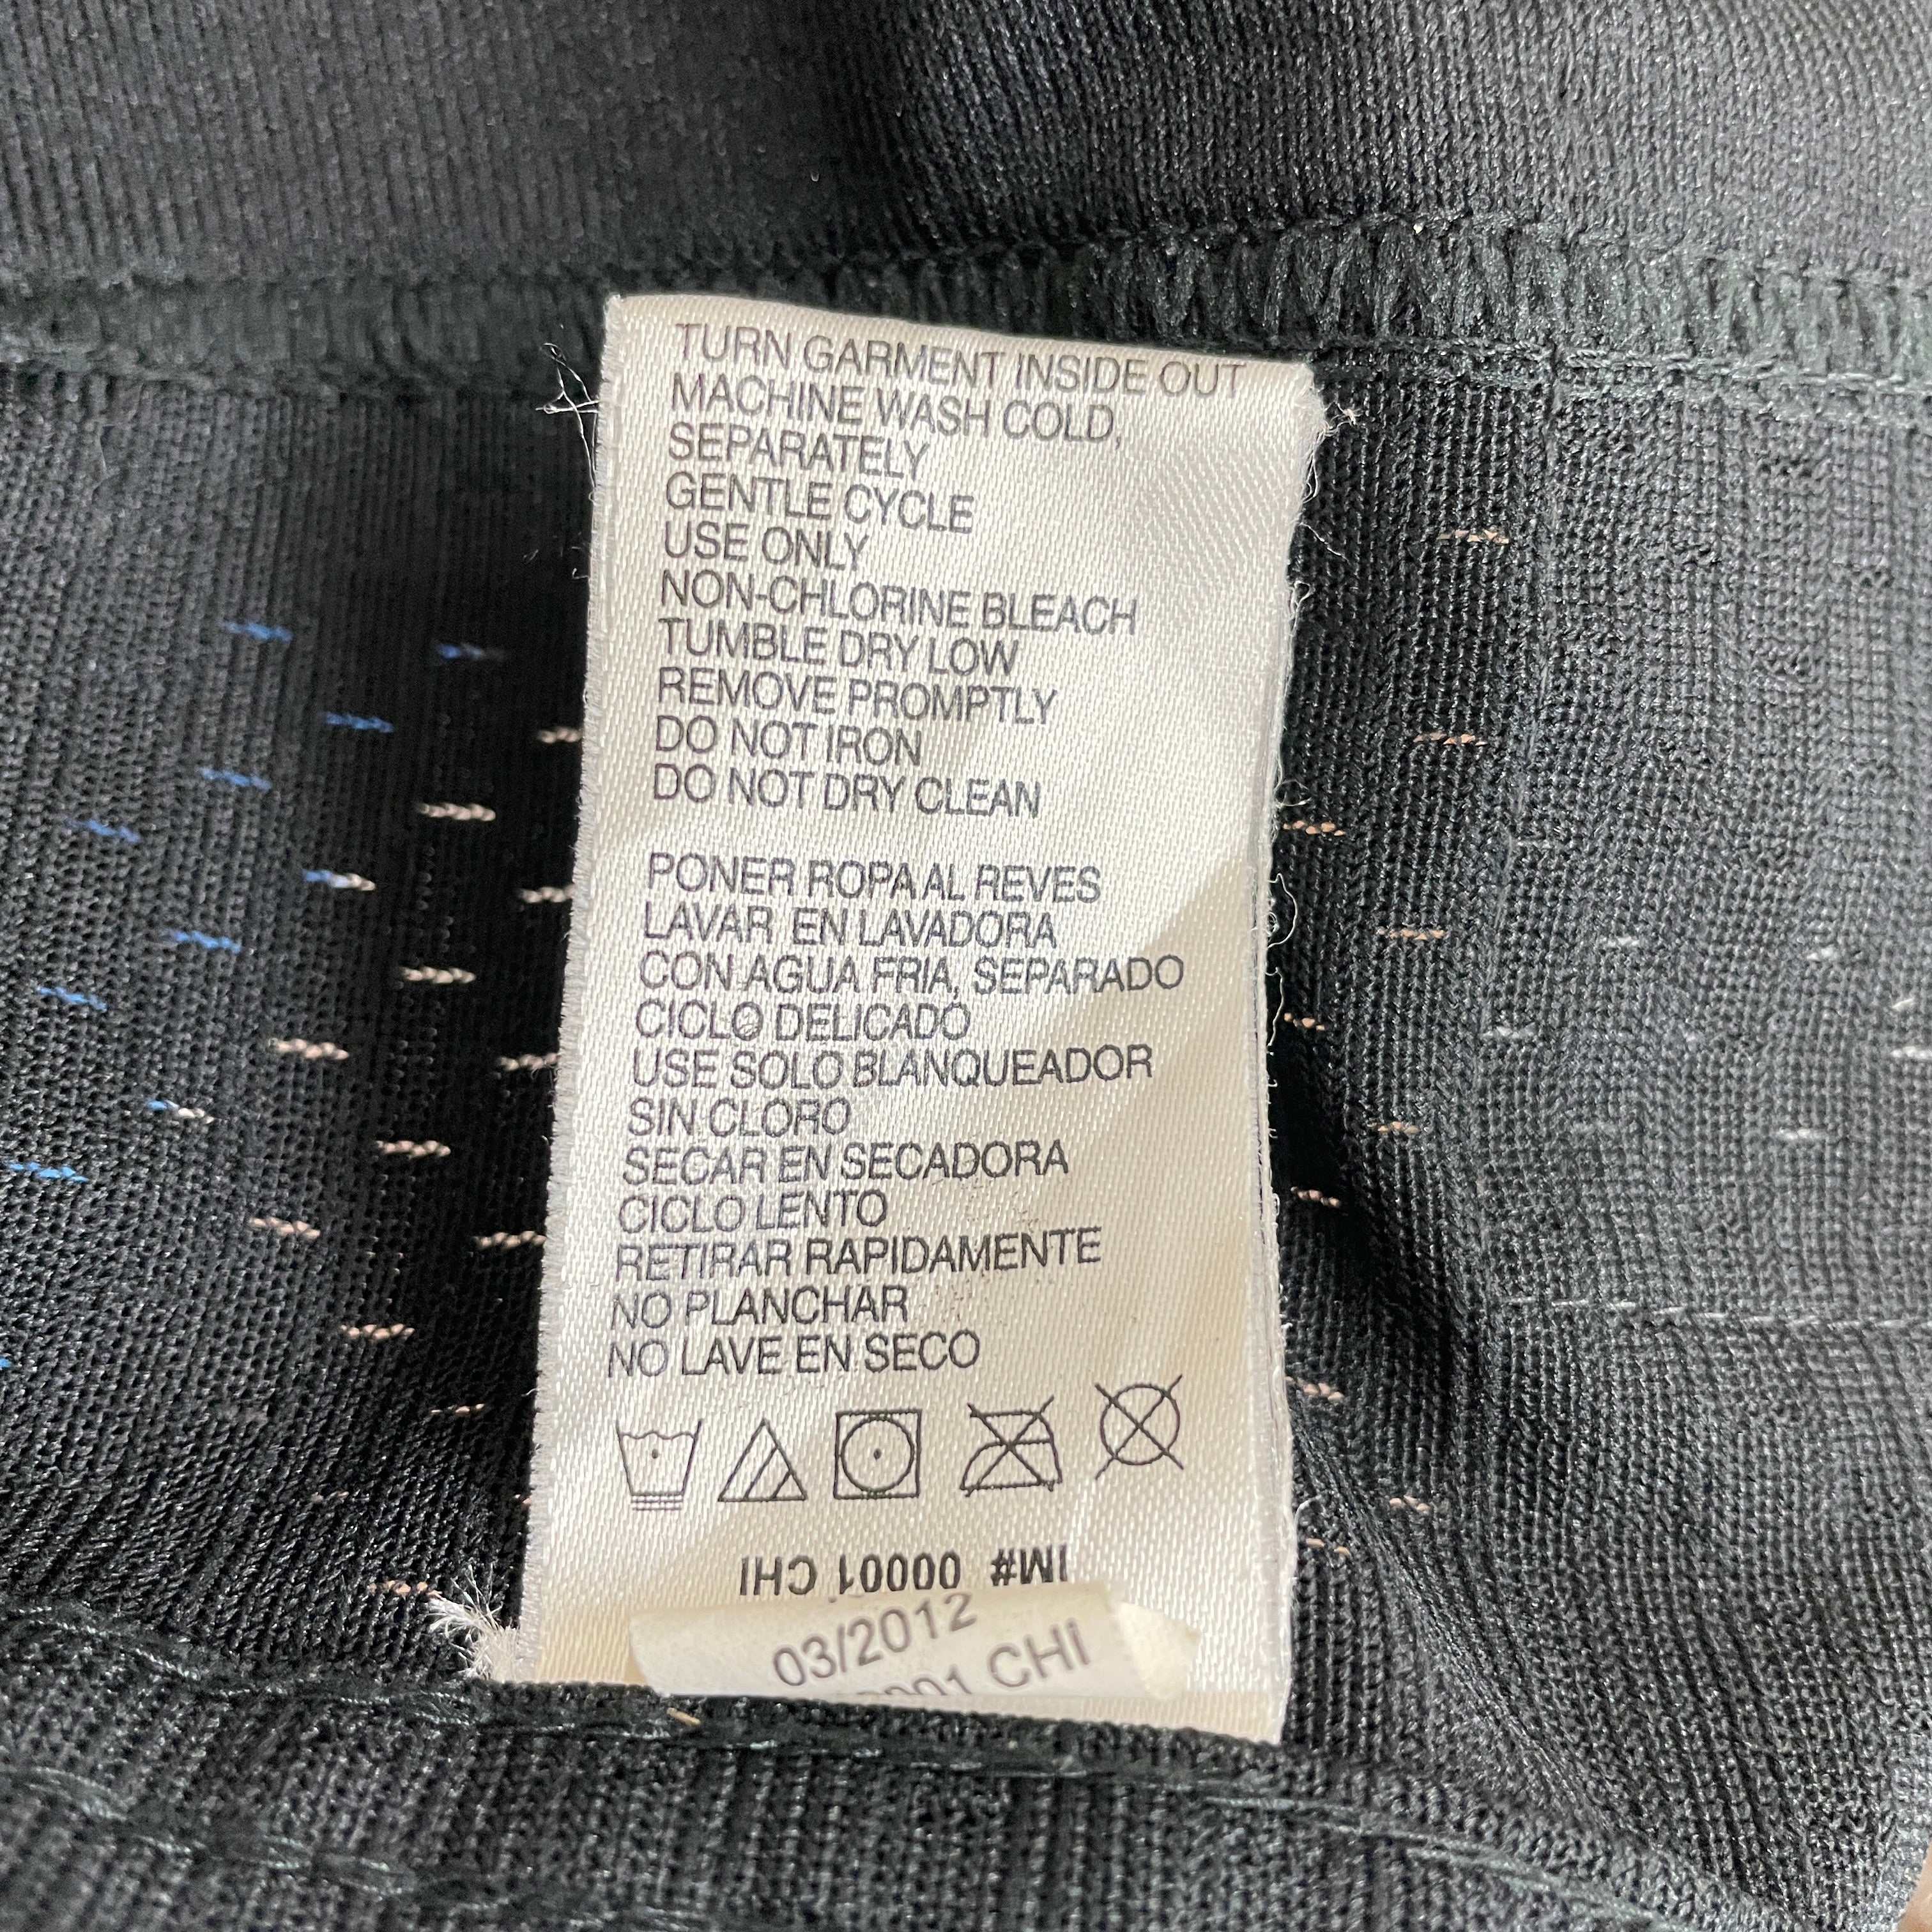 TURN GARMENT INSIDE OUT
MACHINE WASH COLD,
SEPARATELY
GENTLE CYCLE
USE ONLY
NON-CHLORINE BLEACH
TUMBLE DRY LOW
REMOVE PROMPTLY
DO NOT IRON
DO NOT DRY CLEAN
PONER ROPA AL REVES
LAVAR EN LAVADORA
CON AGUA FRIA, SEPARADO
CICLO DELICADO
USE SOLO BLANQUEADOR
SIN CLORO
SECAR EN SECADORA
CICLO LENTO
RETIRAR RAPIDAMENTE
NO PLANCHAR
NO LAVE EN SECO
IM# 00001 CHI
03/2012
CHI